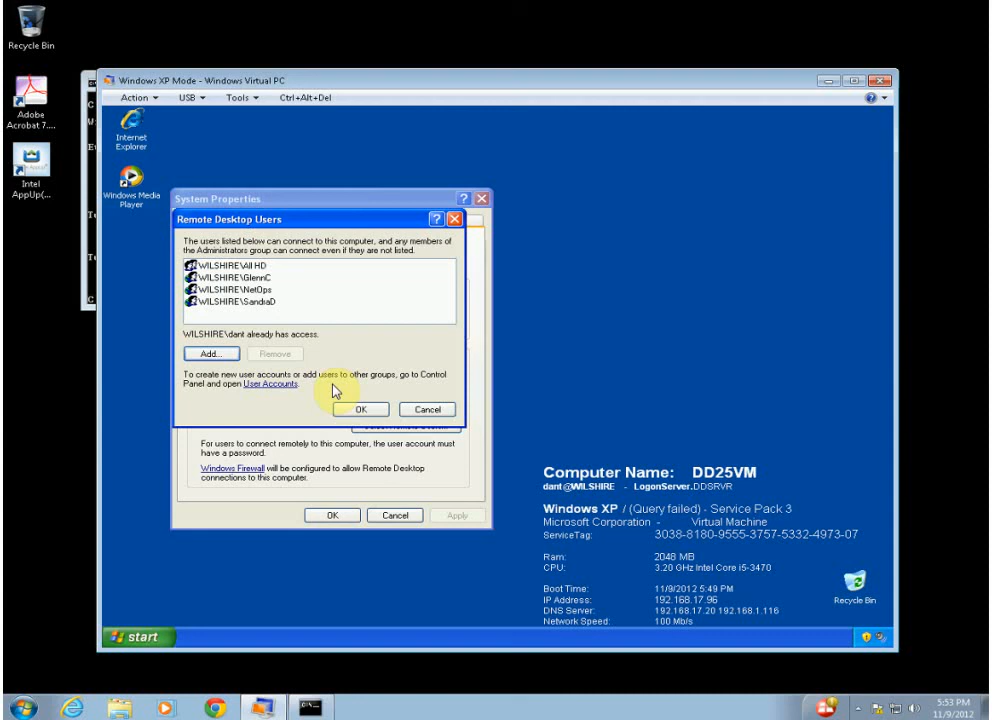 Recycle Bin
Adobe
Acrobat 7....
Intel
AppUp(...
Windows XP Mode - Windows Virtual PC
Action
USB
Tools
Ctrl+Alt+Del
Internet
Explorer
Windows Media
Player
System Properties
Remote Desktop Users
The users listed below can connect to this computer, and any members of
the Administrators group can connect even if they are not listed.
WILSHIRE\All HD
WILSHIRE\GlennC
WILSHIRE\NetOps
WILSHIRE\SandraD
WILSHIRE\dant already has access.
Add...
Remove
To create new user accounts or add users to other groups, go to Control
Panel and open User Accounts.
OK
Cancel
For users to connect remotely to this computer, the user account must
have a password.
Windows Firewall will be configured to allow Remote Desktop
connections to this computer.
OK
Cancel
Apply
Computer Name: DD25VM
dant@WILSHIRE - LogonServer.DDSRVR
Windows XP / (Query failed) - Service Pack 3
Microsoft Corporation - Virtual Machine
ServiceTag: 3038-8180-9555-3757-5332-4973-07
Ram: 2048 MB
CPU: 3.20 GHz Intel Core i5-3470
Boot Time: 11/9/2012 5:49 PM
IP Address: 192.168.17.96
DNS Server: 192.168.17.20 192.168.1.116
Network Speed: 100 Mb/s
Recycle Bin
start
5:53 PM
11/9/2012